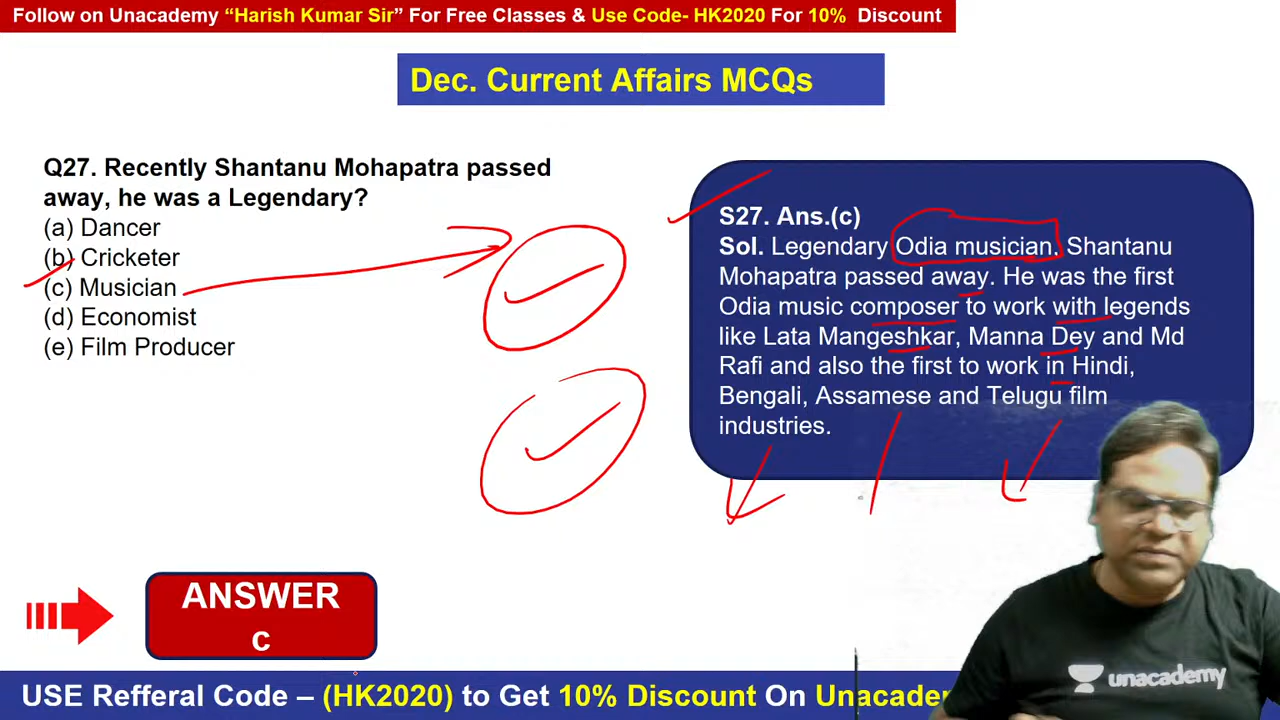 Follow on Unacademy “Harish Kumar Sir” For Free Classes & Use Code- HK2020 For 10% Discount
Dec. Current Affairs MCQs
Q27. Recently Shantanu Mohapatra passed
away, he was a Legendary?
(a) Dancer
(b) Cricketer
(c) Musician
(d) Economist
(e) Film Producer
S27. Ans.(c)
Sol. Legendary Odia musician, Shantanu
Mohapatra passed away. He was the first
Odia music composer to work with legends
like Lata Mangeshkar, Manna Dey and Md
Rafi and also the first to work in Hindi,
Bengali, Assamese and Telugu film
industries.
ANSWER
c
unacademy
USE Refferal Code – (HK2020) to Get 10% Discount On Unacadem